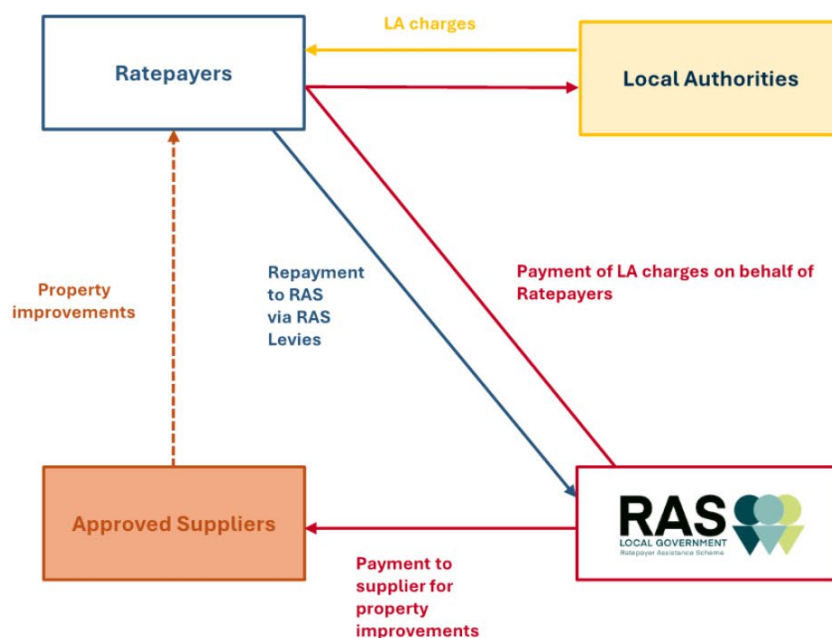 LA charges
Ratepayers
Local Authorities
Property
improvements
Repayment
to RAS
via RAS
Levies
Payment of LA charges on behalf of
Ratepayers
Approved Suppliers
RAS
LOCAL GOVERNMENT
Ratepayer Assistance Scheme
Payment to
supplier for
property
improvements